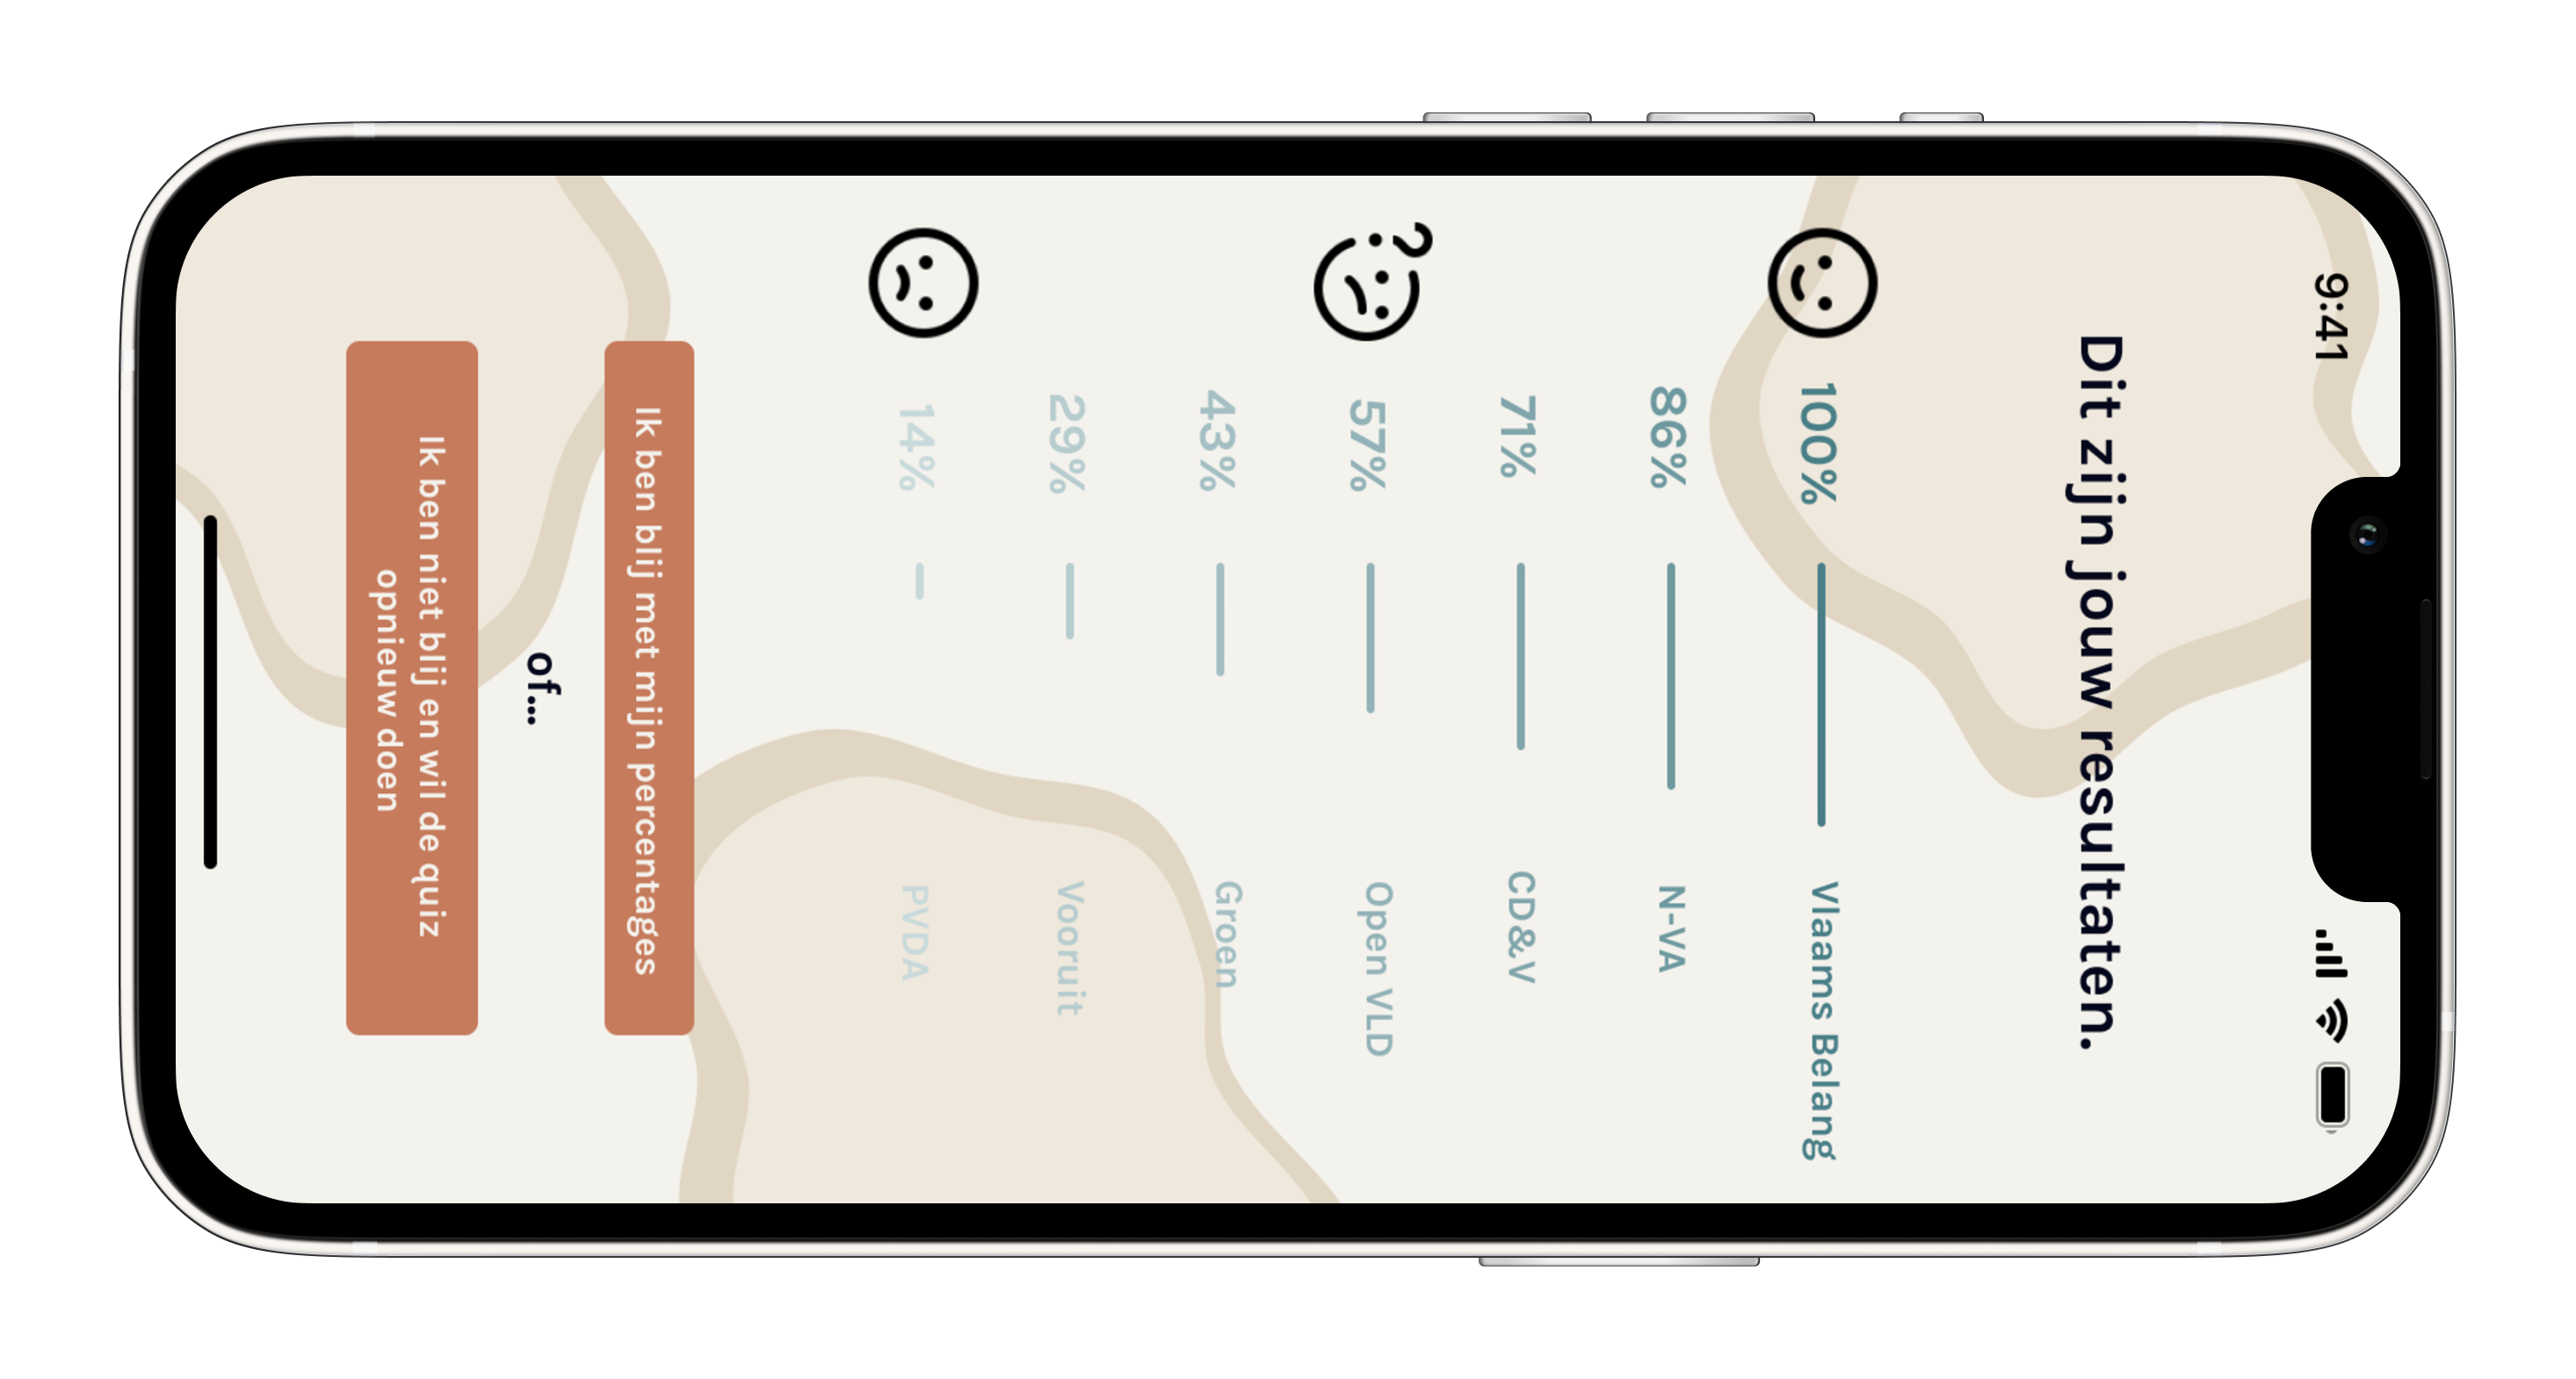 9:41
Dit zijn jouw resultaten.
100% Vlaams Belang
86% N-VA
71% CD&V
57% Open VLD
43% Groen
29% Vooruit
14% PVDA
Ik ben blij met mijn percentages
of...
Ik ben niet blij en wil de quiz
opnieuw doen